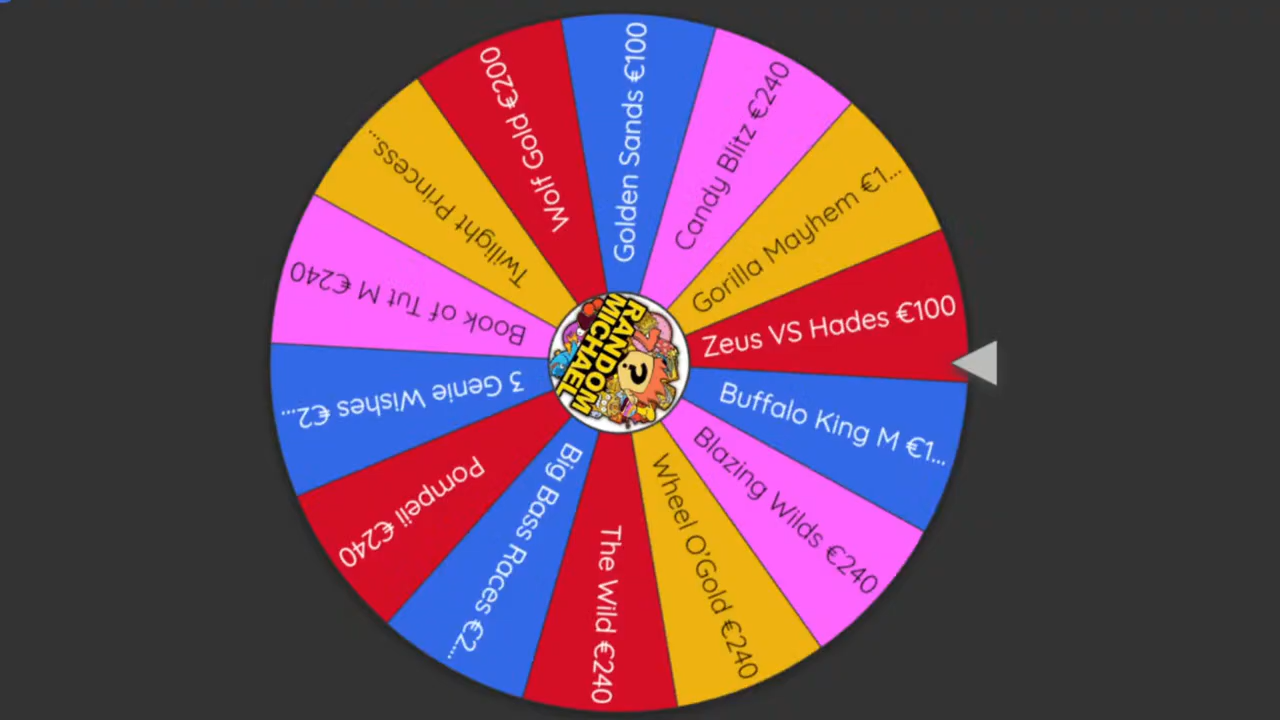 Golden Sands €100
Candy Blitz €240
Gorilla Mayhem €1...
Zeus VS Hades €100
Buffalo King M €1...
Blazing Wilds €240
Wheel O'Gold €240
The Wild €240
Big Bass Races €2...
Pompeii €240
3 Genie Wishes €2...
Book of Tut M €240
Twilight Princess...
Wolf Gold €200
RANDOM
MICHAEL
?